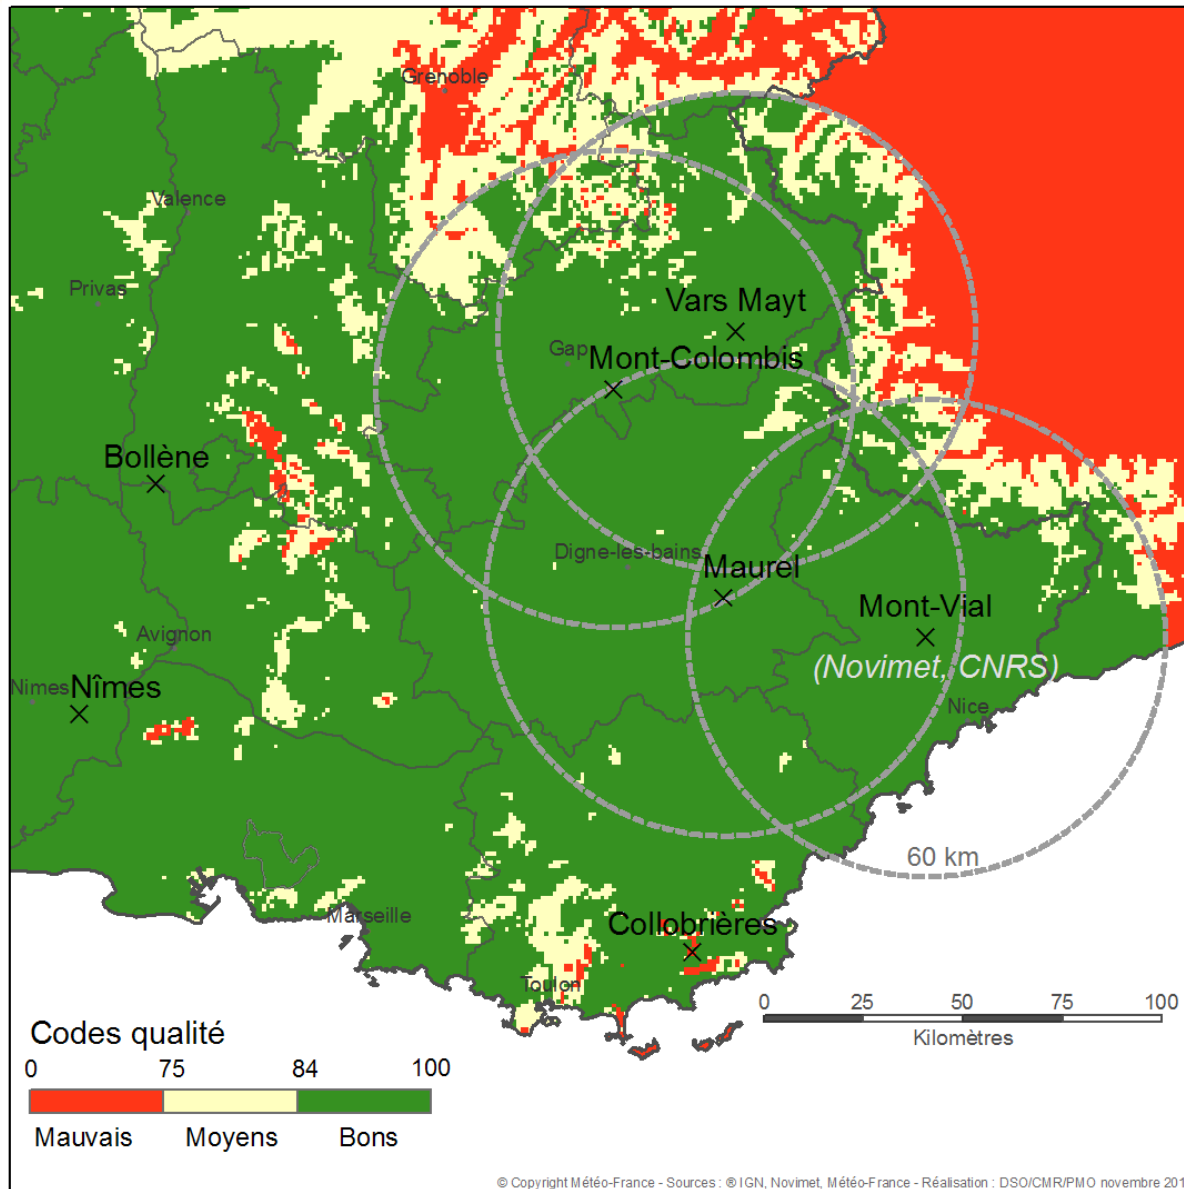 Grenoble
Valence
Privas
Vars Mayt
Gap
Mont-Colombis
Bollène
Digne-les-bains
Maurel
Mont-Vial
(Novimet, CNRS)
Avignon
Nimes
Nîmes
Nice
60 km
Marseille
Collobrières
Toulon
0 25 50 75 100
Kilomètres
Codes qualité
0 75 84 100
Mauvais Moyens Bons
© Copyright Météo-France - Sources : ® IGN, Novimet, Météo-France - Réalisation : DSO/CMR/PMO novembre 201